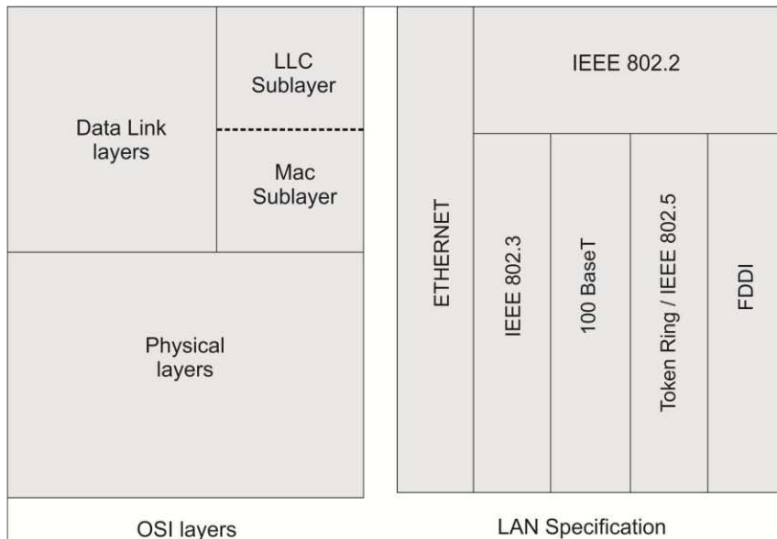 LLC
Sublayer
Data Link
layers
Mac
Sublayer
Physical
layers
OSI layers
IEEE 802.2
ETHERNET
IEEE 802.3
100 BaseT
Token Ring / IEEE 802.5
FDDI
LAN Specification